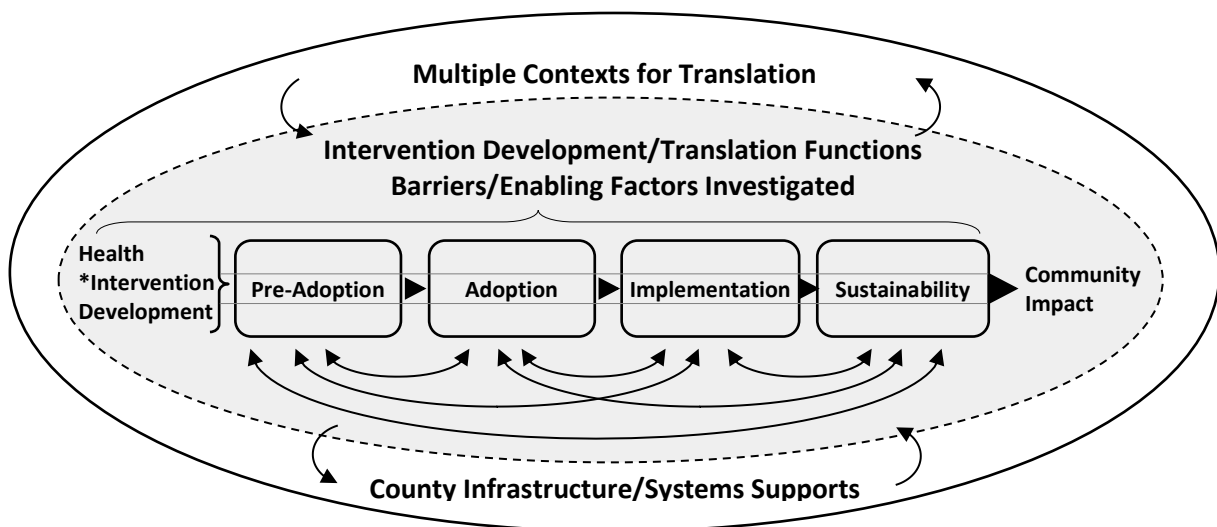 Multiple Contexts for Translation
Intervention Development/Translation Functions
Barriers/Enabling Factors Investigated
Health
*Intervention
Development
Pre-Adoption
Adoption
Implementation
Sustainability
Community
Impact
County Infrastructure/Systems Supports